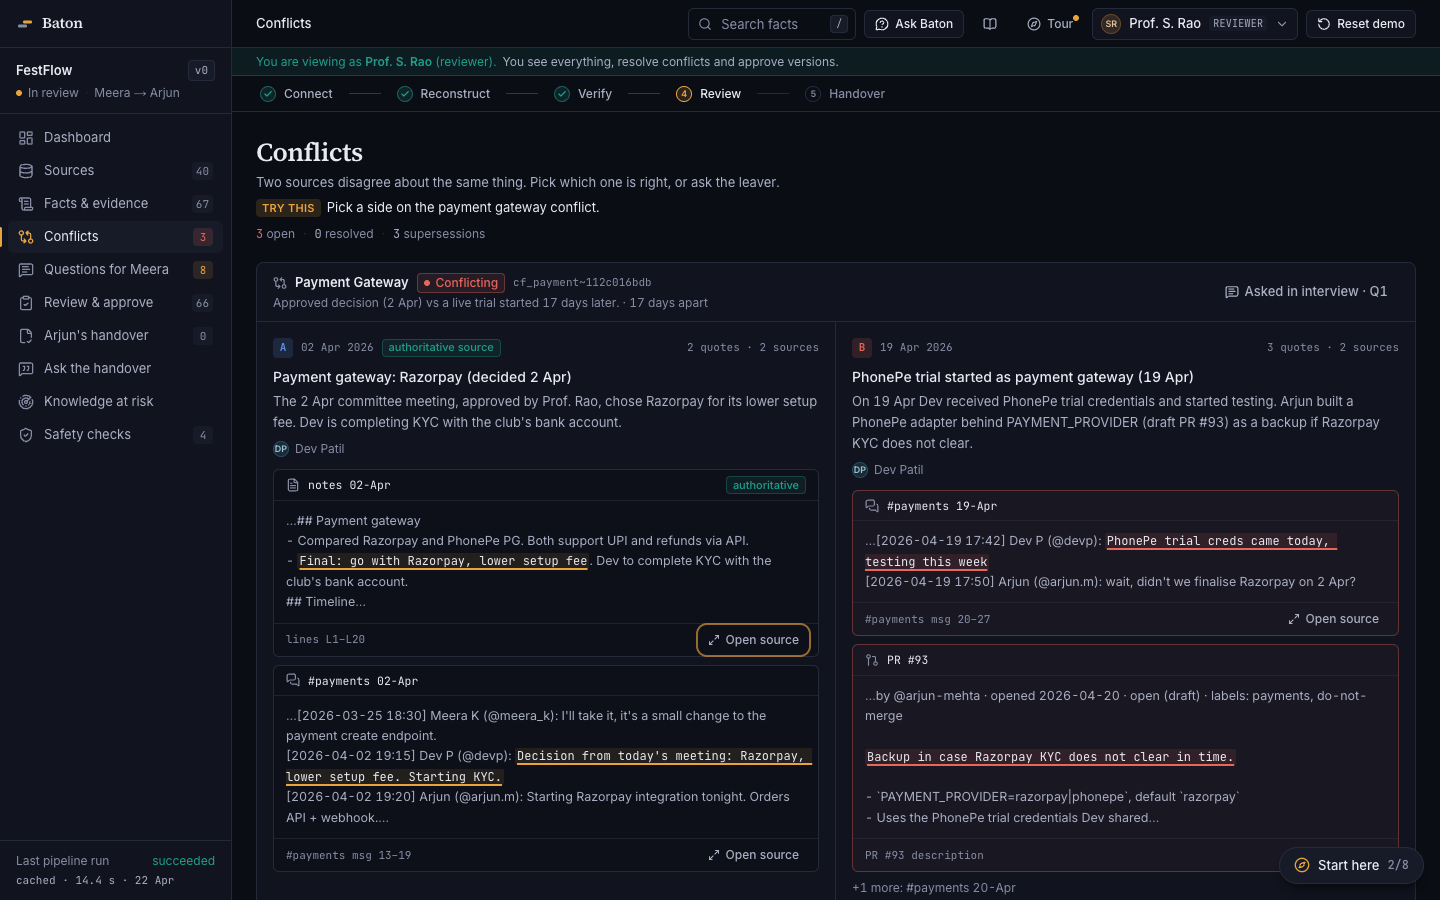 Baton
Conflicts
Search facts
/
Ask Baton
Tour
SR
Prof. S. Rao
REVIEWER
Reset demo
FestFlow
v0
In review · Meera → Arjun
You are viewing as Prof. S. Rao (reviewer). You see everything, resolve conflicts and approve versions.
Connect
Reconstruct
Verify
4 Review
5 Handover
Dashboard
Sources 40
Facts & evidence 67
Conflicts 3
Questions for Meera 8
Review & approve 66
Arjun's handover 0
Ask the handover
Knowledge at risk
Safety checks 4
Last pipeline run succeeded
cached · 14.4 s · 22 Apr
Conflicts
Two sources disagree about the same thing. Pick which one is right, or ask the leaver.
TRY THIS Pick a side on the payment gateway conflict.
3 open · 0 resolved · 3 supersessions
Payment Gateway Conflicting cf_payment~112c016bdb
Approved decision (2 Apr) vs a live trial started 17 days later. · 17 days apart
Asked in interview · Q1
A 02 Apr 2026 authoritative source 2 quotes · 2 sources
Payment gateway: Razorpay (decided 2 Apr)
The 2 Apr committee meeting, approved by Prof. Rao, chose Razorpay for its lower setup
fee. Dev is completing KYC with the club's bank account.
DP Dev Patil
notes 02-Apr authoritative
...## Payment gateway
- Compared Razorpay and PhonePe PG. Both support UPI and refunds via API.
- Final: go with Razorpay, lower setup fee. Dev to complete KYC with the
club's bank account.
## Timeline...
lines L1–L20 Open source
#payments 02-Apr
...[2026-03-25 18:30] Meera K (@meera_k): I'll take it, it's a small change to the
payment create endpoint.
[2026-04-02 19:15] Dev P (@devp): Decision from today's meeting: Razorpay,
lower setup fee. Starting KYC.
[2026-04-02 19:20] Arjun (@arjun.m): Starting Razorpay integration tonight. Orders
API + webhook....
#payments msg 13–19 Open source
B 19 Apr 2026 3 quotes · 2 sources
PhonePe trial started as payment gateway (19 Apr)
On 19 Apr Dev received PhonePe trial credentials and started testing. Arjun built a
PhonePe adapter behind PAYMENT_PROVIDER (draft PR #93) as a backup if Razorpay
KYC does not clear.
DP Dev Patil
#payments 19-Apr
...[2026-04-19 17:42] Dev P (@devp): PhonePe trial creds came today,
testing this week
[2026-04-19 17:50] Arjun (@arjun.m): wait, didn't we finalise Razorpay on 2 Apr?
#payments msg 20–27 Open source
PR #93
...by @arjun-mehta · opened 2026-04-20 · open (draft) · labels: payments, do-not-
merge
Backup in case Razorpay KYC does not clear in time.
- `PAYMENT_PROVIDER=razorpay|phonepe`, default `razorpay`
- Uses the PhonePe trial credentials Dev shared...
PR #93 description
+1 more: #payments 20-Apr
Start here 2/8